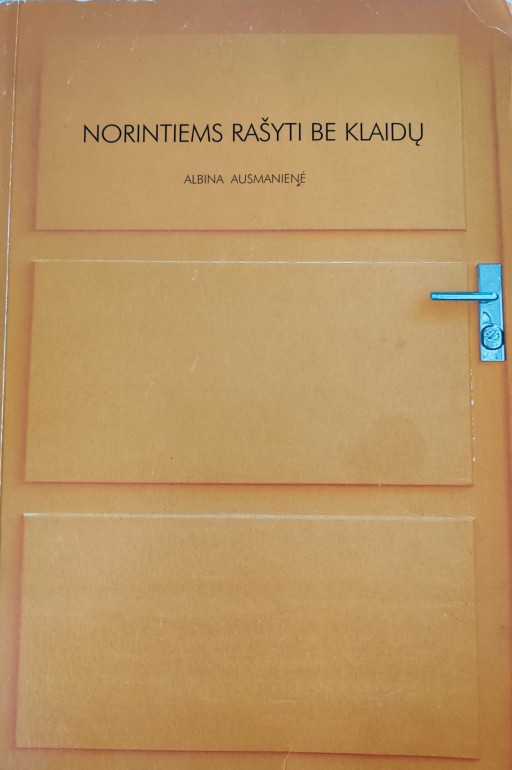 NORINTIEMS RAŠYTI BE KLAIDŲ
ALBINA AUSMANIENĖ